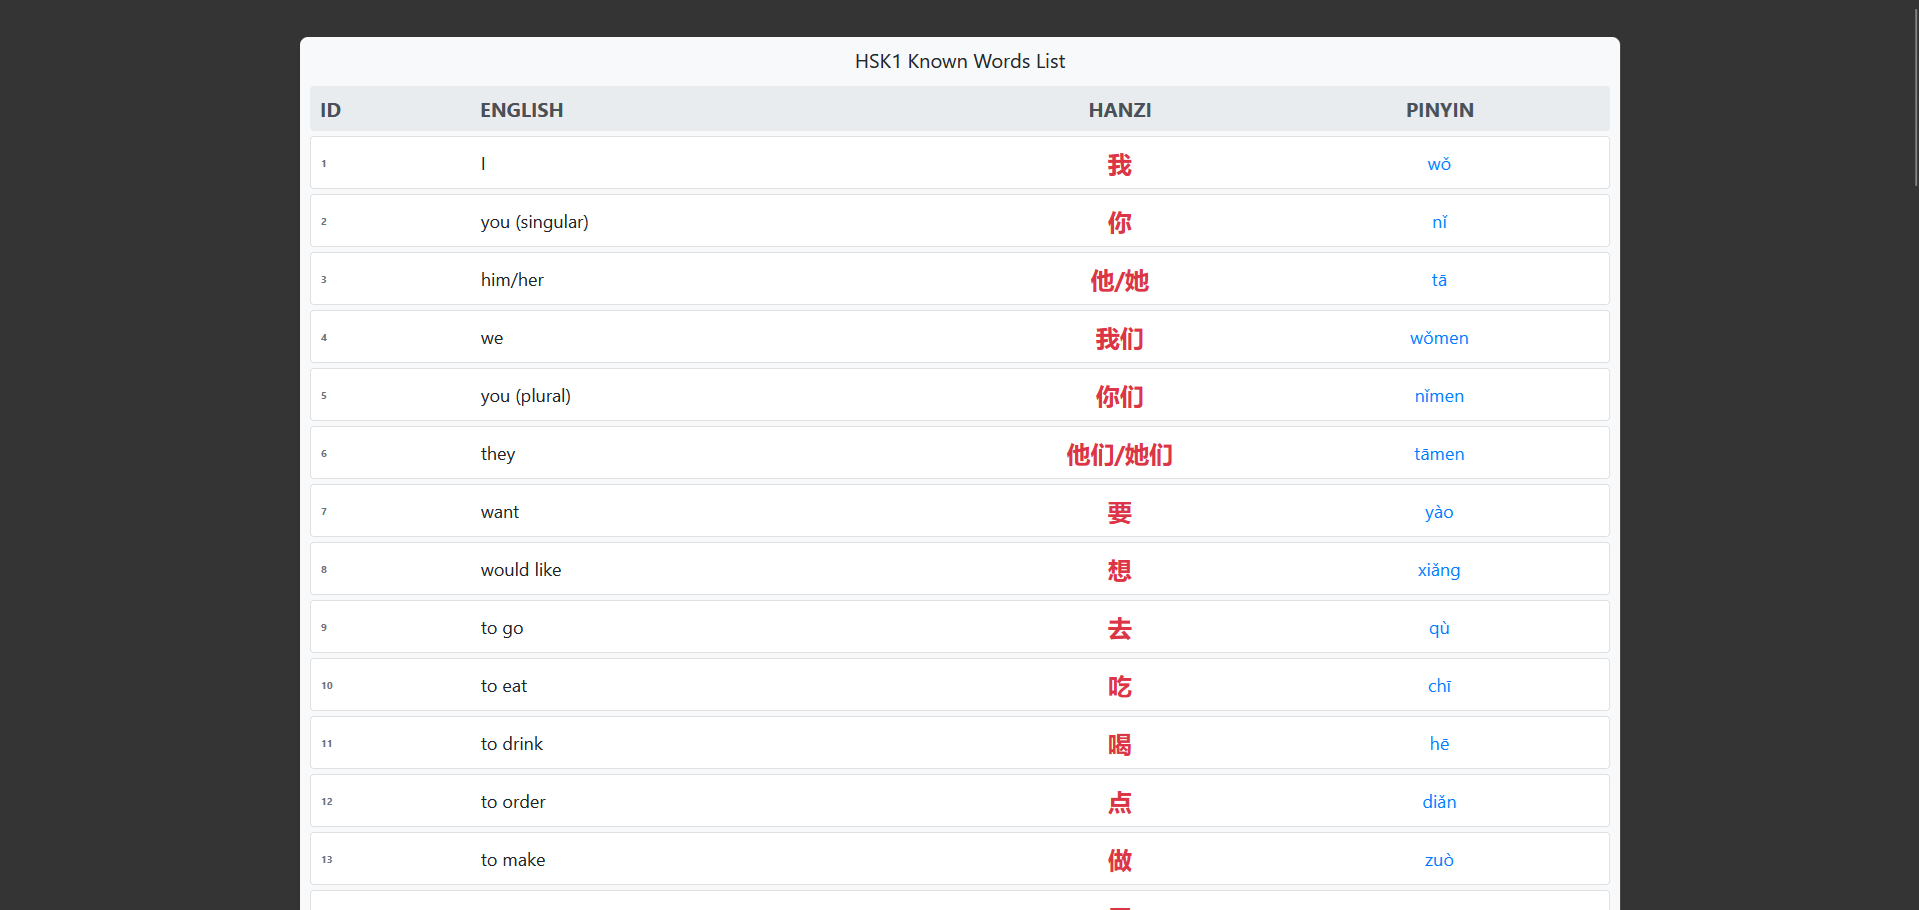 HSK1 Known Words List
ID ENGLISH HANZI PINYIN
1 I 我 wǒ
2 you (singular) 你 nǐ
3 him/her 他/她 tā
4 we 我们 wǒmen
5 you (plural) 你们 nǐmen
6 they 他们/她们 tāmen
7 want 要 yào
8 would like 想 xiǎng
9 to go 去 qù
10 to eat 吃 chī
11 to drink 喝 hē
12 to order 点 diǎn
13 to make 做 zuò